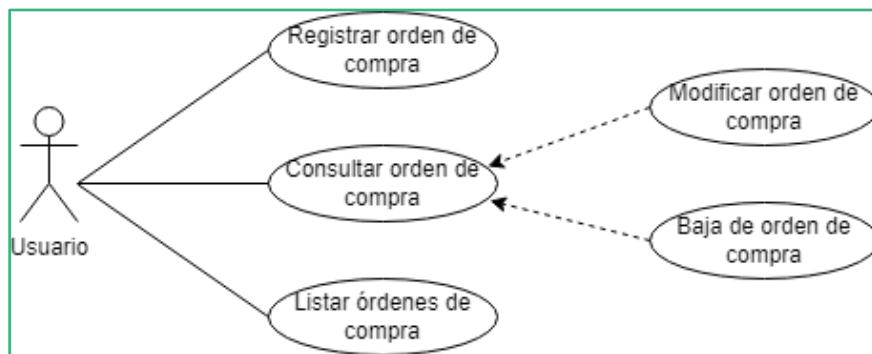 Registrar orden de
compra
Modificar orden de
compra
Consultar orden de
compra
Usuario
Baja de orden de
compra
Listar órdenes de
compra